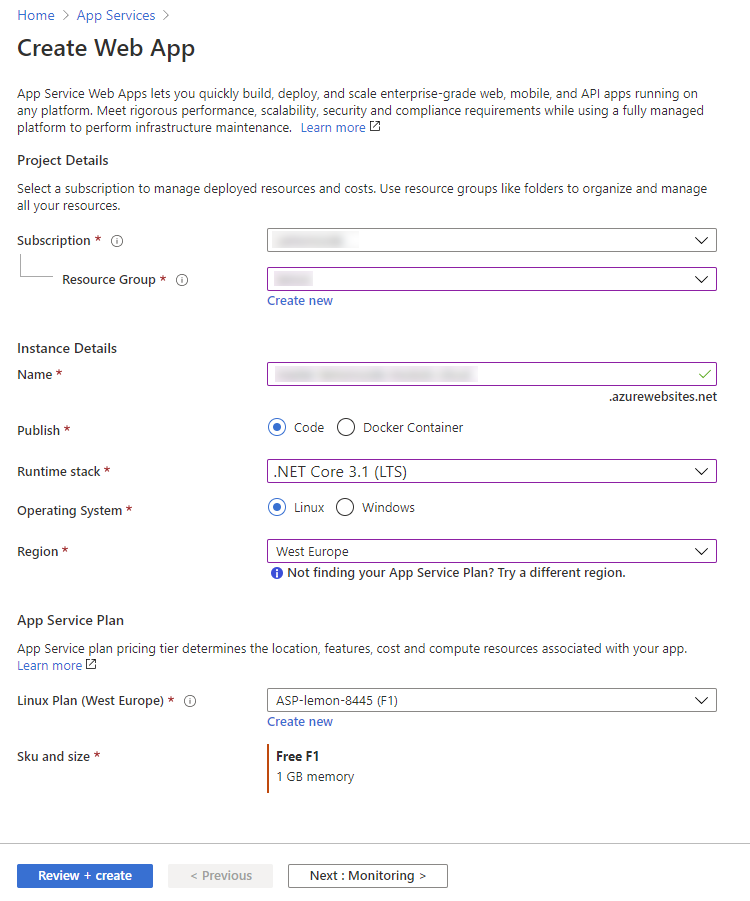 Home > App Services >
Create Web App
App Service Web Apps lets you quickly build, deploy, and scale enterprise-grade web, mobile, and API apps running on
any platform. Meet rigorous performance, scalability, security and compliance requirements while using a fully managed
platform to perform infrastructure maintenance. Learn more
Project Details
Select a subscription to manage deployed resources and costs. Use resource groups like folders to organize and manage
all your resources.
Subscription *
Resource Group *
Create new
Instance Details
Name *
.azurewebsites.net
Publish * Code Docker Container
Runtime stack * .NET Core 3.1 (LTS)
Operating System * Linux Windows
Region * West Europe
Not finding your App Service Plan? Try a different region.
App Service Plan
App Service plan pricing tier determines the location, features, cost and compute resources associated with your app.
Learn more
Linux Plan (West Europe) * ASP-lemon-8445 (F1)
Create new
Sku and size * Free F1
1 GB memory
Review + create < Previous Next : Monitoring >